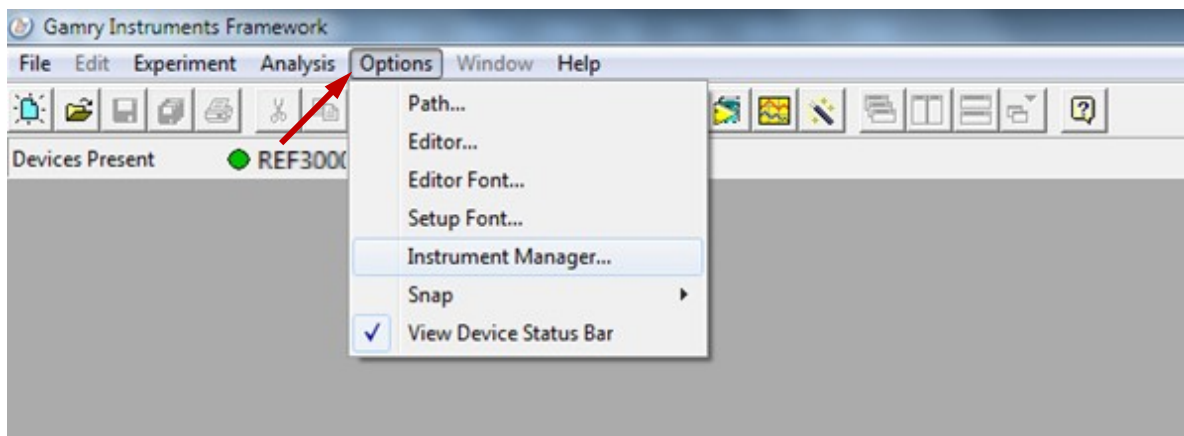 Gamry Instruments Framework
File Edit Experiment Analysis Options Window Help
Devices Present REF3000
Path...
Editor...
Editor Font...
Setup Font...
Instrument Manager...
Snap
View Device Status Bar